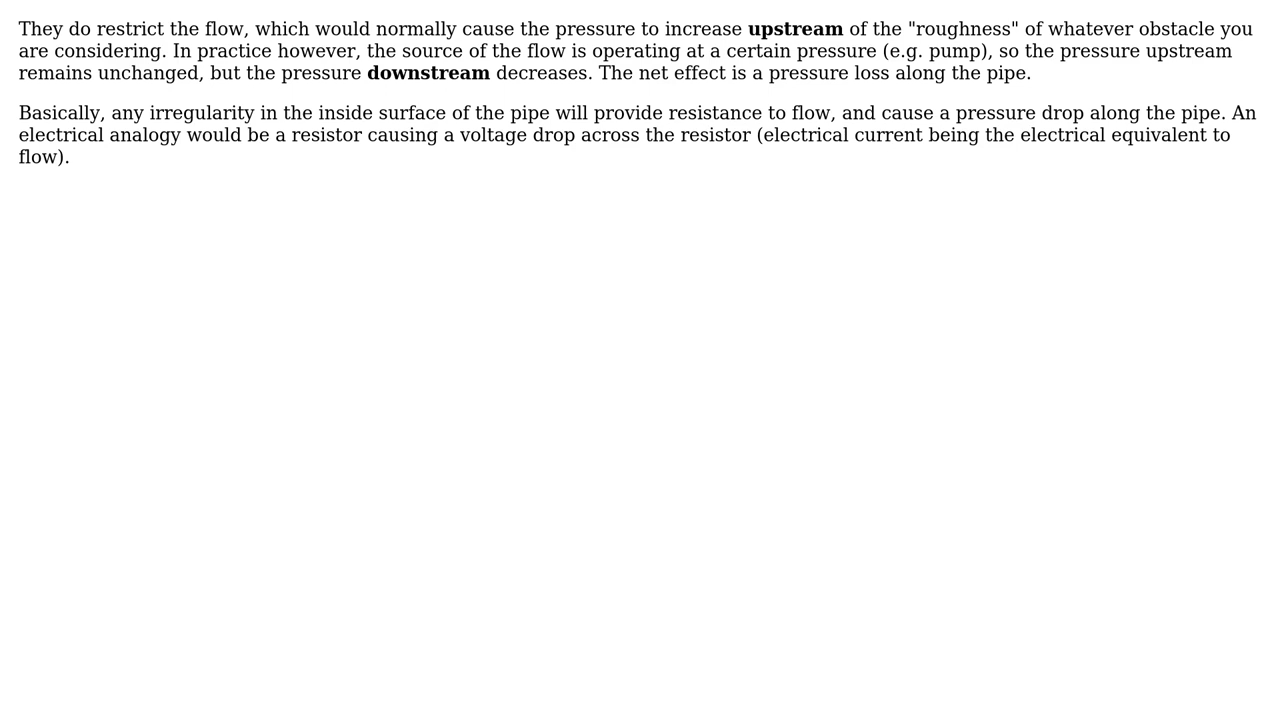 They do restrict the flow, which would normally cause the pressure to increase upstream of the "roughness" of whatever obstacle you
are considering. In practice however, the source of the flow is operating at a certain pressure (e.g. pump), so the pressure upstream
remains unchanged, but the pressure downstream decreases. The net effect is a pressure loss along the pipe.
Basically, any irregularity in the inside surface of the pipe will provide resistance to flow, and cause a pressure drop along the pipe. An
electrical analogy would be a resistor causing a voltage drop across the resistor (electrical current being the electrical equivalent to
flow).